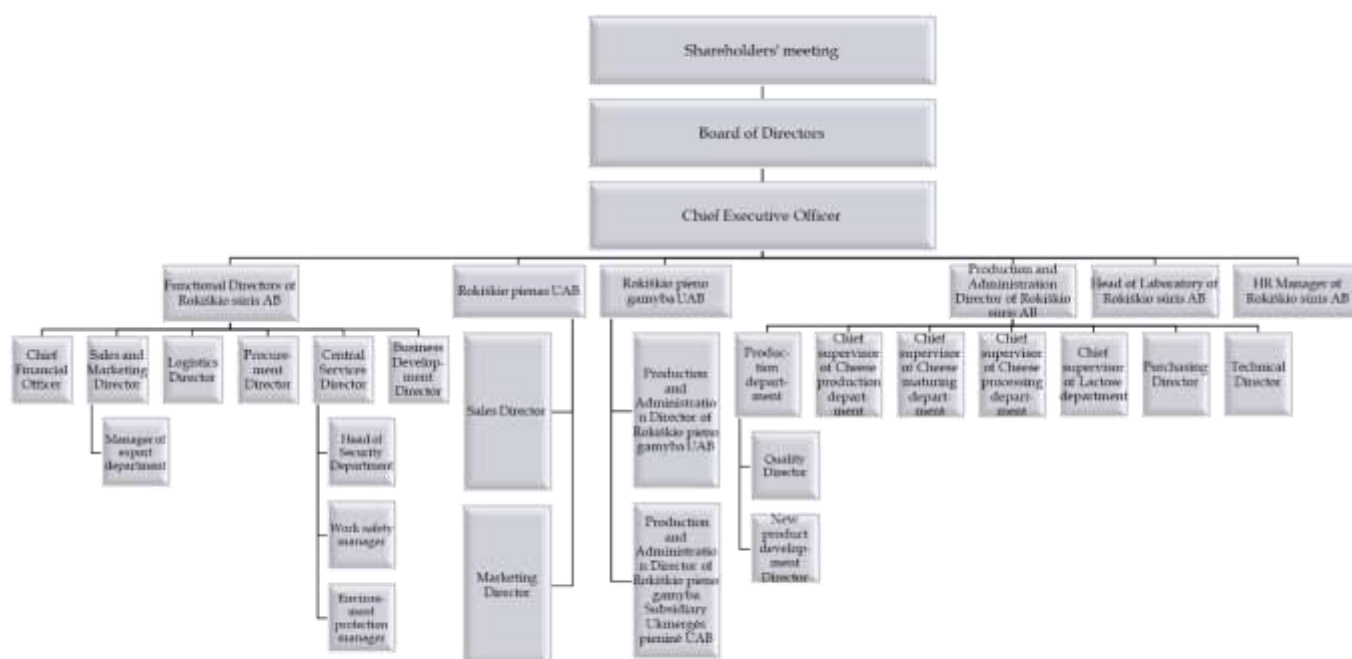 Shareholders' meeting
Board of Directors
Chief Executive Officer
Functional Directors of
Rokiškio sūris AB
Rokiškio pienas UAB
Rokiškio pieno
gamyba UAB
Production and
Administration
Director of Rokiškio
sūris AB
Head of Laboratory of
Rokiškio sūris AB
HR Manager of
Rokiškio sūris AB
Chief
Financial
Officer
Sales and
Marketing
Director
Logistics
Director
Procure-
ment
Director
Central
Services
Director
Business
Develop-
ment
Director
Manager of
export
department
Head of
Security
Department
Work safety
manager
Environ-
ment
protection
manager
Sales Director
Marketing
Director
Production
and
Administratio
n Director of
Rokiškio pieno
gamyba UAB
Production
and
Administratio
n Director of
Rokiškio pieno
gamyba
Subsidiary
Ukmergės
pieninė UAB
Produc-
tion
depart-
ment
Chief
supervisor
of Cheese
production
depart-
ment
Chief
supervisor
of Cheese
maturing
depart-
ment
Chief
supervisor
of Cheese
processing
depart-
ment
Chief
supervisor
of Lactose
department
Purchasing
Director
Technical
Director
Quality
Director
New
product
develop-
ment
Director